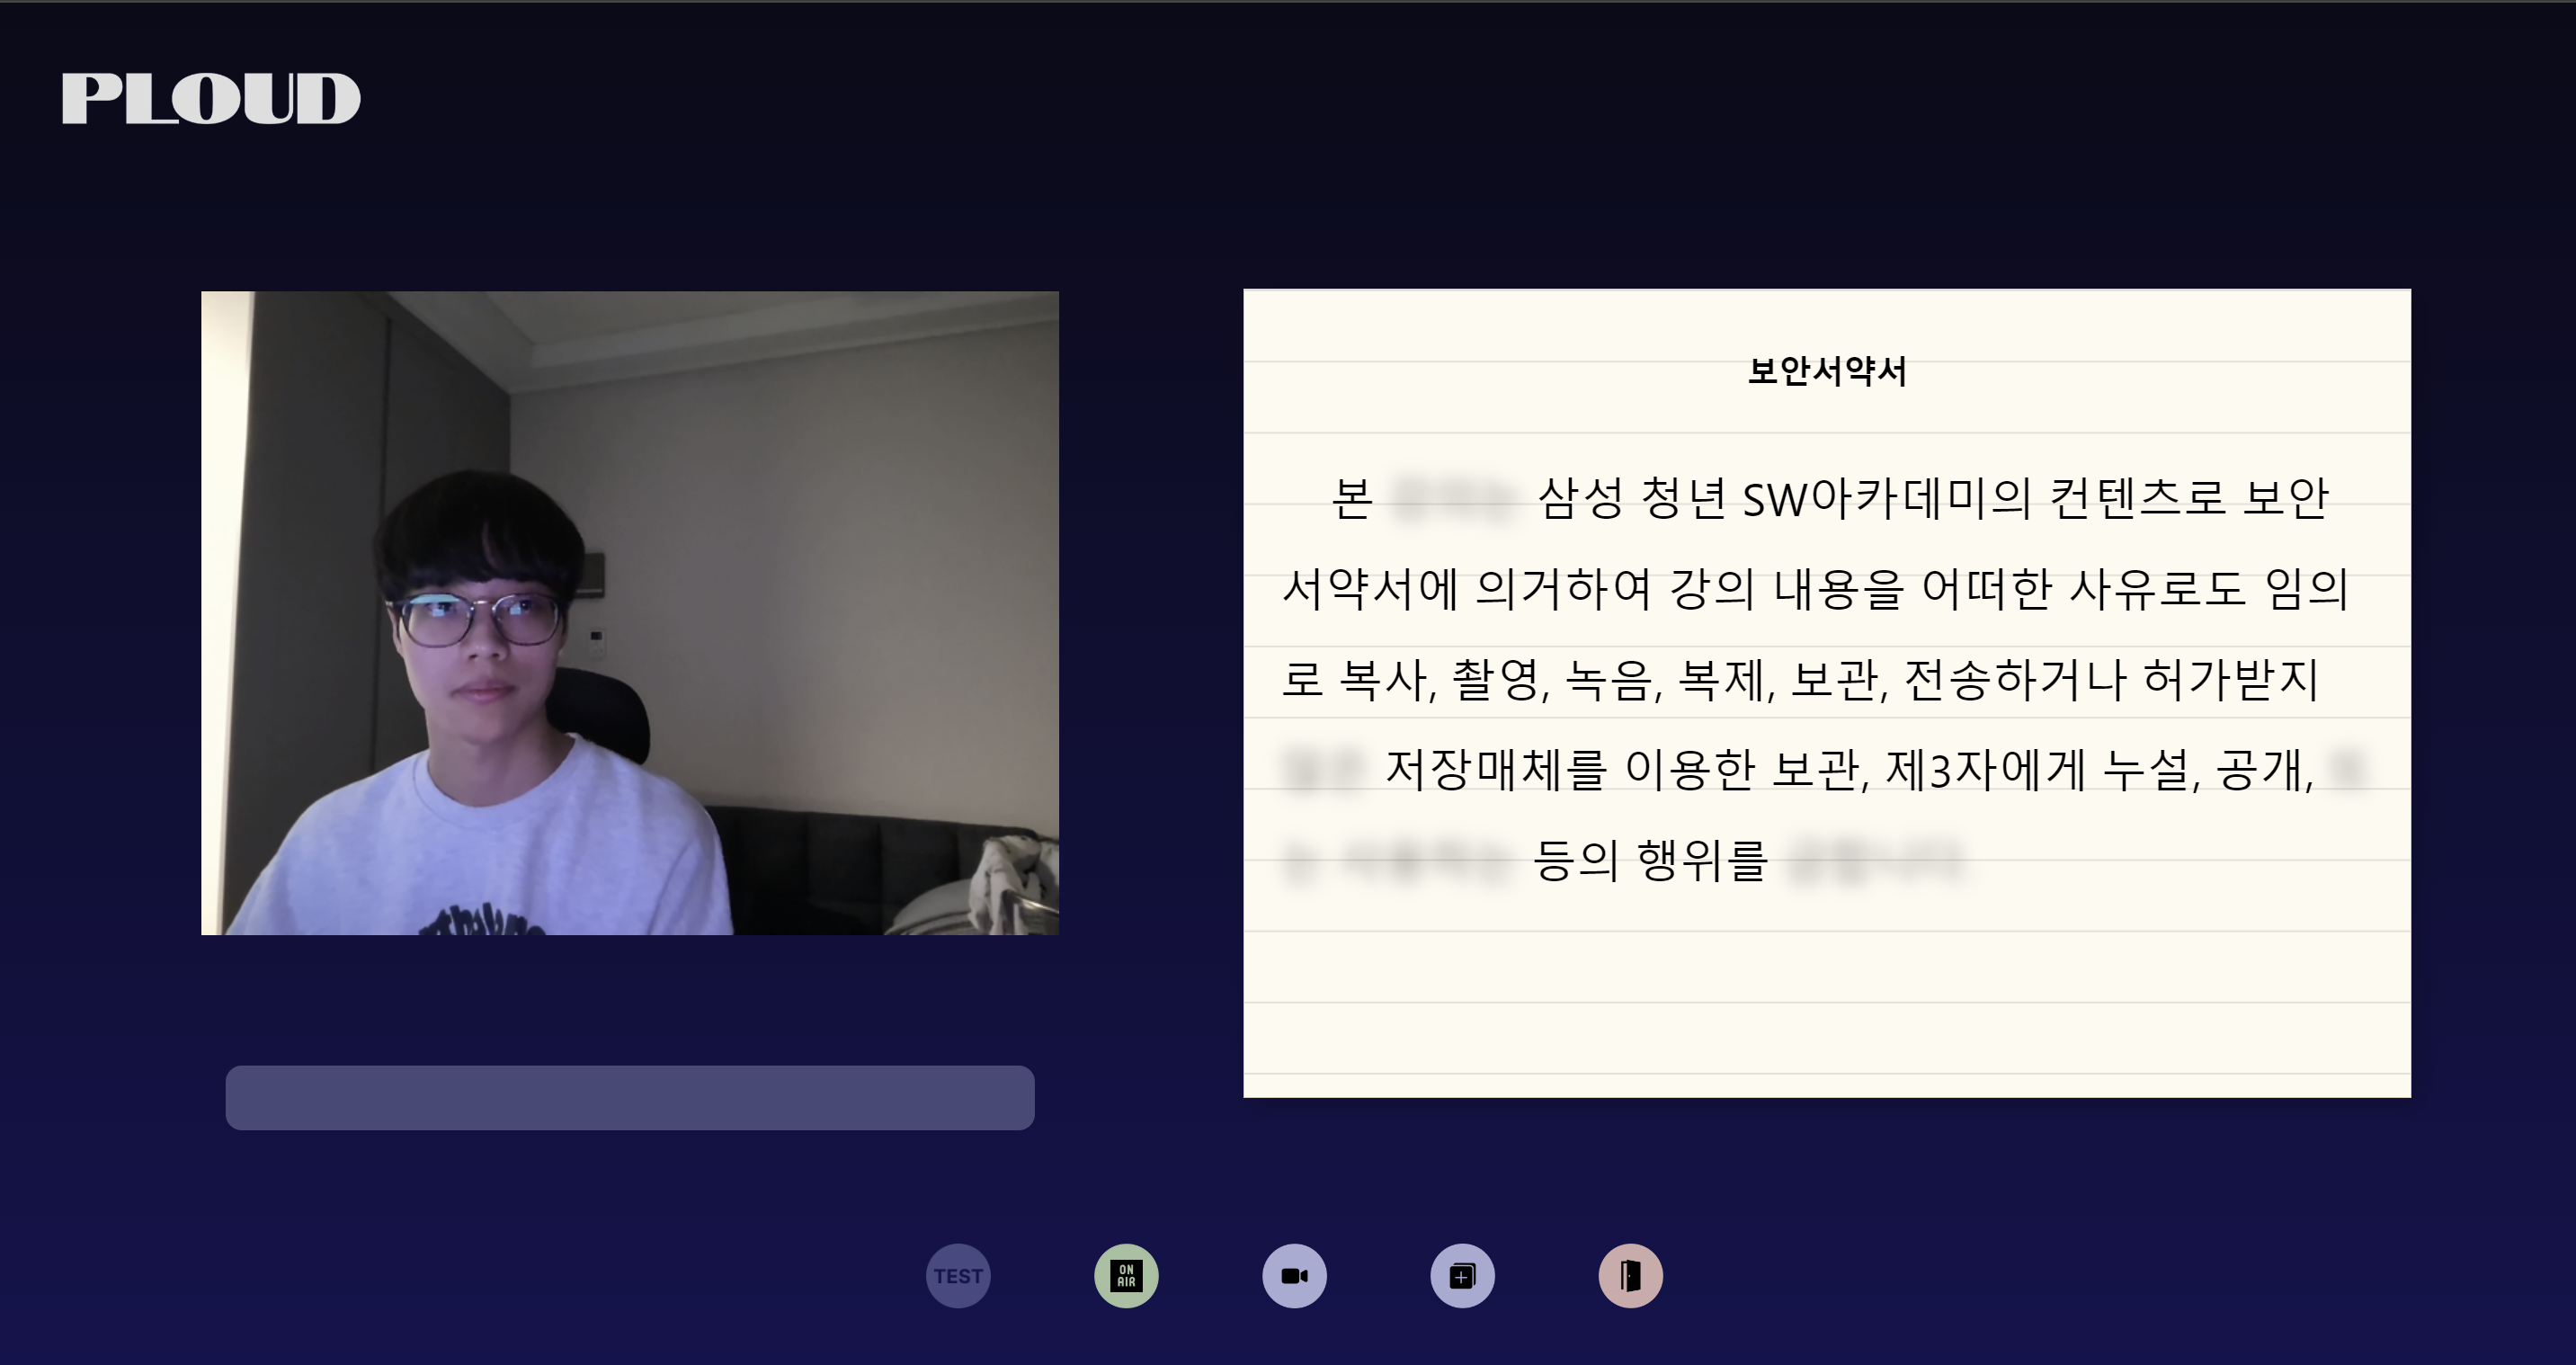 PLOUD
보안서약서
본 삼성 청년 SW아카데미의 컨텐츠로 보안
서약서에 의거하여 강의 내용을 어떠한 사유로도 임의
로 복사, 촬영, 녹음, 복제, 보관, 전송하거나 허가받지
저장매체를 이용한 보관, 제3자에게 누설, 공개,
등의 행위를
TEST
ON
AIR